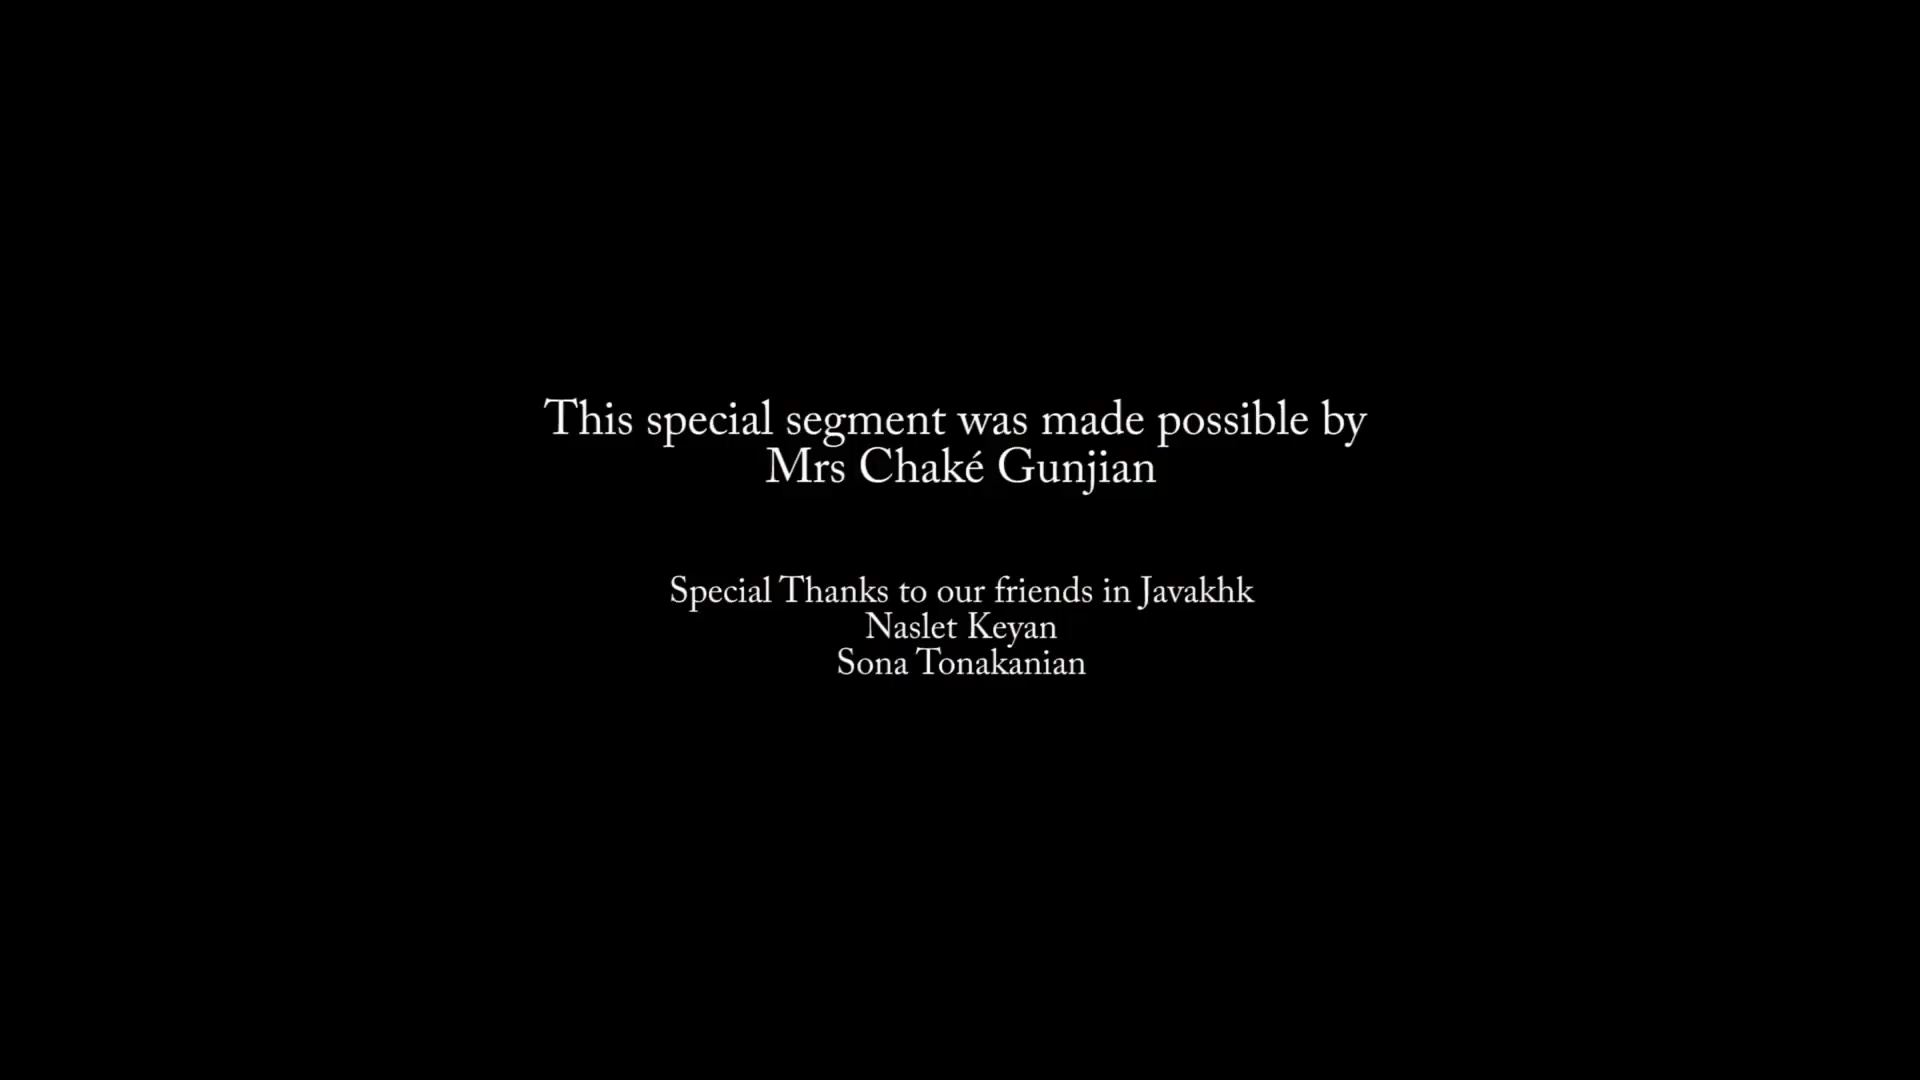 This special segment was made possible by
Mrs Chaké Gunjian
Special Thanks to our friends in Javakhk
Naslet Keyan
Sona Tonakanian